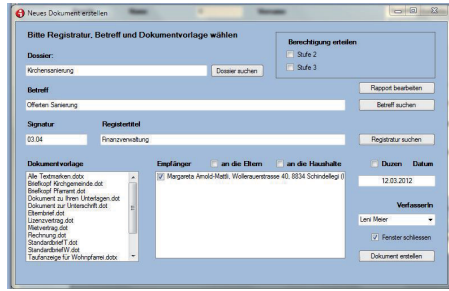 Neues Dokument erstellen
Bitte Registratur, Betreff und Dokumentvorlage wählen
Berechtigung erteilen
Stufe 2
Stufe 3
Dossier:
Kirchensanierung
Dossier suchen
Betreff
Rapport bearbeiten
Offerten Sanierung
Betreff suchen
Signatur Registertitel
03.04 Finanzverwaltung
Registratur suchen
Dokumentvorlage Empfänger an die Eltern an die Haushalte Duzen Datum
Alle Textmarken.dotx
Briefkopf Kirchgemeinde.dot
Briefkopf Pfarramt.dot
Dokument zu Ihren Unterlagen.dot
Dokument zur Unterschrift.dot
Elternbrief.dot
Lizenzvertrag.dot
Mietvertrag.dot
Rechnung.dot
StandardbriefT.dot
StandardbriefW.dot
Taufanzeige für Wohnpfarrei.dotx
Margareta Arnold-Mattli, Wollerauerstrasse 40, 8834 Schindellegi (
12.03.2012
VerfasserIn
Leni Meier
Fenster schliessen
Dokument erstellen